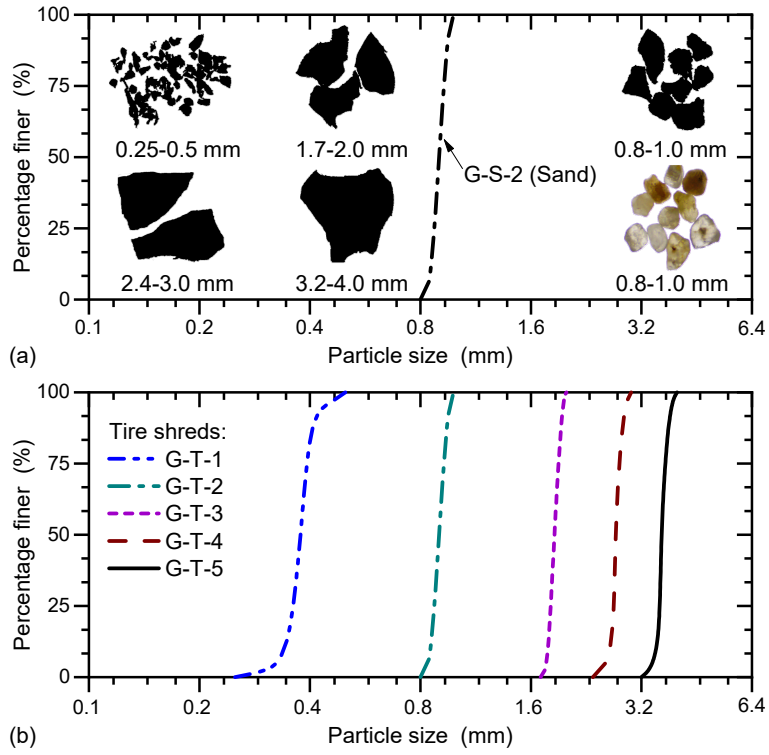 100
75
50
25
0
Percentage finer (%)
0.25-0.5 mm
1.7-2.0 mm
0.8-1.0 mm
G-S-2 (Sand)
2.4-3.0 mm
3.2-4.0 mm
0.8-1.0 mm
0.1 0.2 0.4 0.8 1.6 3.2 6.4
(a) Particle size (mm)
100
75
50
25
0
Percentage finer (%)
Tire shreds:
G-T-1
G-T-2
G-T-3
G-T-4
G-T-5
0.1 0.2 0.4 0.8 1.6 3.2 6.4
(b) Particle size (mm)